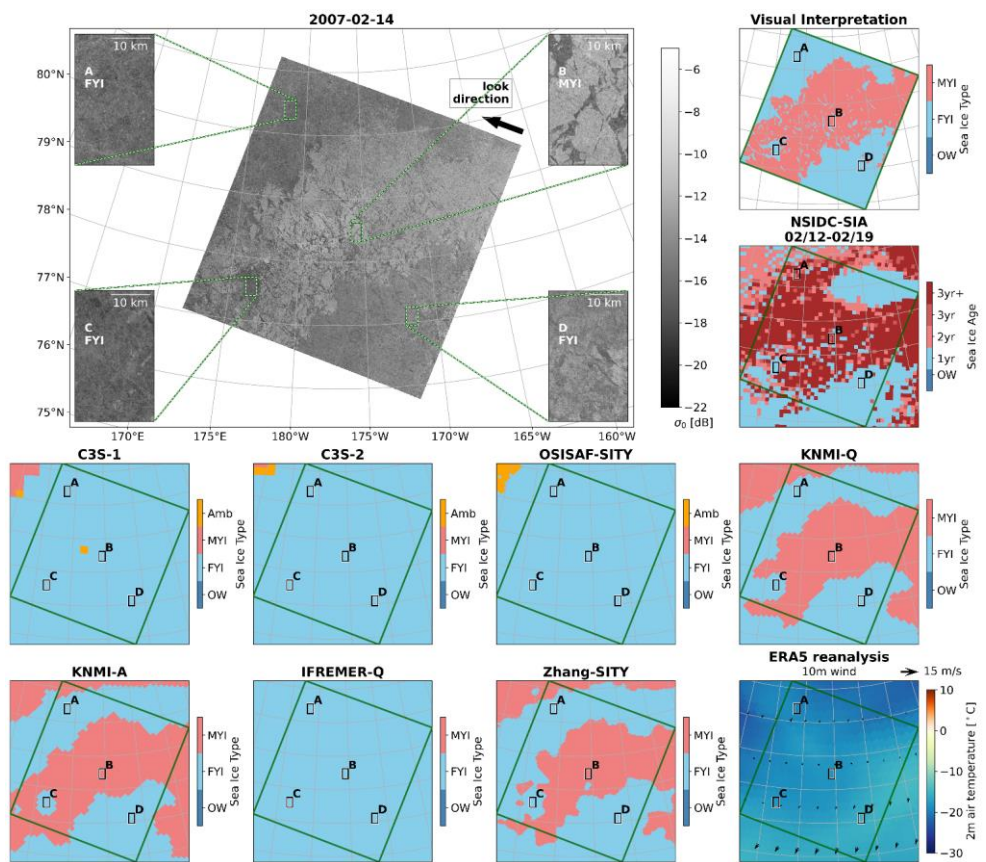 2007-02-14
Visual Interpretation
A
FYI
10 km
B
MYI
10 km
look
direction
C
FYI
10 km
D
FYI
10 km
80°N
79°N
78°N
77°N
76°N
75°N
170°E
175°E
180°W
175°W
170°W
165°W
160°W
−6
−8
−10
−12
−14
−16
−18
−20
−22
σ₀ [dB]
A
B
C
D
MYI
FYI
OW
Sea Ice Type
NSIDC-SIA
02/12-02/19
A
B
C
D
3yr+
3yr
2yr
1yr
OW
Sea Ice Age
C3S-1
A
B
C
D
Amb
MYI
FYI
OW
Sea Ice Type
C3S-2
A
B
C
D
Amb
MYI
FYI
OW
Sea Ice Type
OSISAF-SITY
A
B
C
D
Amb
MYI
FYI
OW
Sea Ice Type
KNMI-Q
A
B
C
D
MYI
FYI
OW
Sea Ice Type
KNMI-A
A
B
C
D
MYI
FYI
OW
Sea Ice Type
IFREMER-Q
A
B
C
D
MYI
FYI
OW
Sea Ice Type
Zhang-SITY
A
B
C
D
MYI
FYI
OW
Sea Ice Type
ERA5 reanalysis
10m wind
15 m/s
A
B
C
D
10
0
−10
−20
−30
2m air temperature [°C]